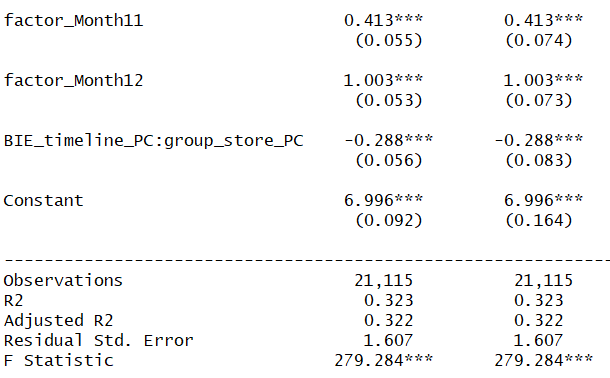 factor_Month11 0.413*** 0.413***
(0.055) (0.074)
factor_Month12 1.003*** 1.003***
(0.053) (0.073)
BIE_timeline_PC:group_store_PC -0.288*** -0.288***
(0.056) (0.083)
Constant 6.996*** 6.996***
(0.092) (0.164)
-------------------------------------------------------------
Observations 21,115 21,115
R2 0.323 0.323
Adjusted R2 0.322 0.322
Residual Std. Error 1.607 1.607
F Statistic 279.284*** 279.284***